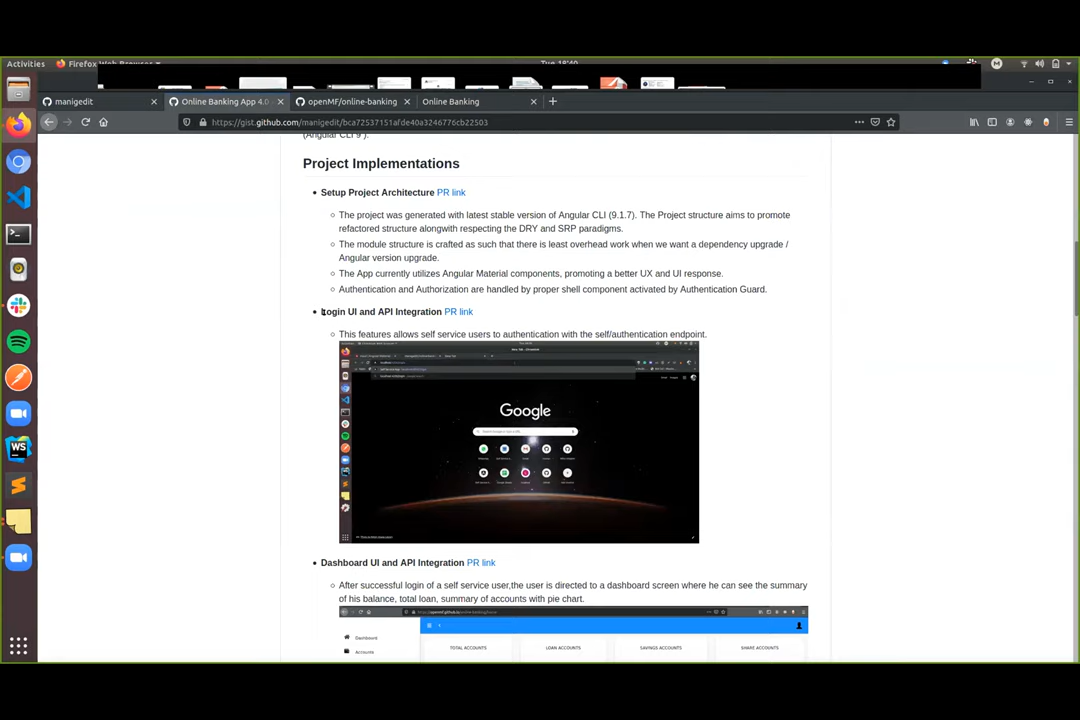 Activities
Firefox Web Browser
Tue 18:40
manigedit
Online Banking App 4.0
openMF/online-banking
Online Banking
https://gist.github.com/manigedit/bca72537151afde40a3246776cb22503
(Angular CLI 9 ).
Project Implementations
Setup Project Architecture PR link
The project was generated with latest stable version of Angular CLI (9.1.7). The Project structure aims to promote
refactored structure alongwith respecting the DRY and SRP paradigms.
The module structure is crafted as such that there is least overhead work when we want a dependency upgrade /
Angular version upgrade.
The App currently utilizes Angular Material components, promoting a better UX and UI response.
Authentication and Authorization are handled by proper shell component activated by Authentication Guard.
Login UI and API Integration PR link
This features allows self service users to authentication with the self/authentication endpoint.
Google
Dashboard UI and API Integration PR link
After successful login of a self service user,the user is directed to a dashboard screen where he can see the summary
of his balance, total loan, summary of accounts with pie chart.
Dashboard
Accounts
TOTAL ACCOUNTS
LOAN ACCOUNTS
SAVINGS ACCOUNTS
SHARE ACCOUNTS
WS